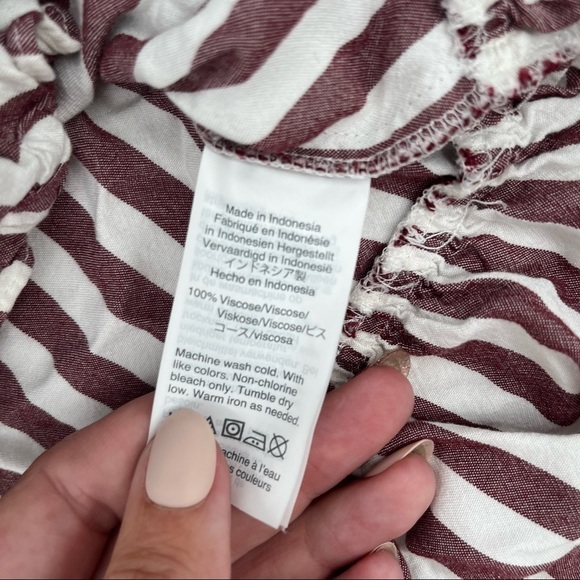 Made in Indonesia
Fabriqué en Indonésie
in Indonesien Hergestellt
Vervaardigd in Indonesië
インドネシア製
Hecho en Indonesia
100% Viscose/Viscose/
Viskose/Viscose/ビス
コース/viscosa
Machine wash cold. With
like colors. Non-chlorine
bleach only. Tumble dry
low. Warm iron as needed.
machine à l'eau
couleurs